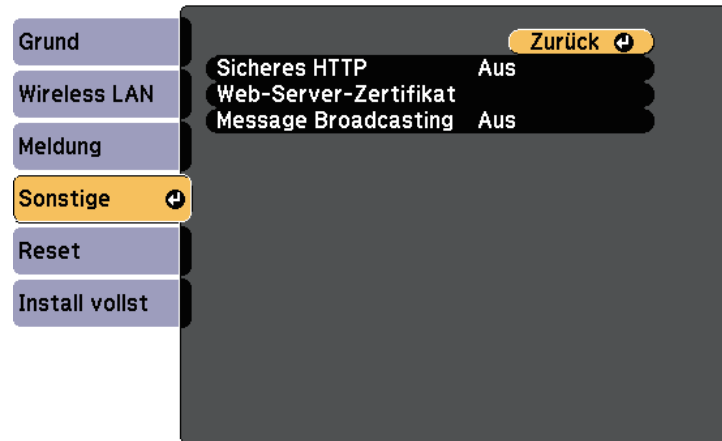 Grund
Wireless LAN
Meldung
Sonstige
Reset
Install vollst
Zurück
Sicheres HTTP Aus
Web-Server-Zertifikat
Message Broadcasting Aus